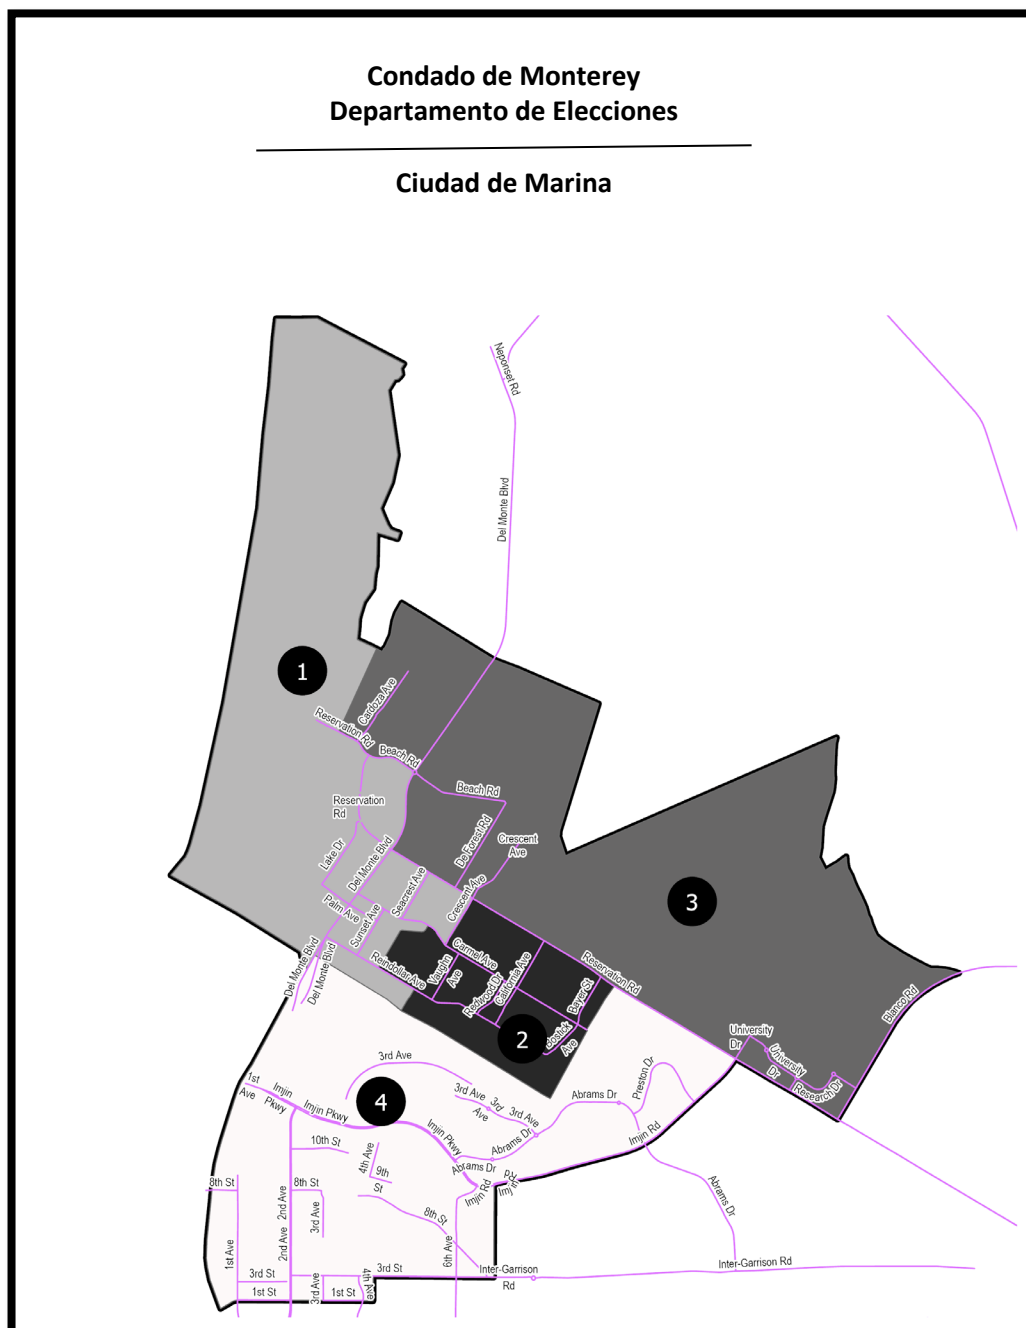 Condado de Monterey
Departamento de Elecciones
Ciudad de Marina
Neponset Rd
Del Monte Blvd
1
Cardoza Ave
Reservation Rd
Beach Rd
Beach Rd
Reservation
Rd
De Forest Rd
Crescent
Ave
Lake Dr
Del Monte Blvd
Seacrest Ave
Crescent Ave
3
Palm Ave
Sunset Ave
Del Monte Blvd
Del Monte Blvd
Reindollar Ave
Carmel Ave
Vaughn
Ave
Redwood Dr
California Ave
Bayer St
Reservation Rd
Blanco Rd
2
Bostick
Ave
University
Dr
University
Dr
Research Dr
3rd Ave
1st
Ave
Imjin
Pkwy
Imjin Pkwy
4
3rd Ave
3rd
Ave
3rd Ave
Abrams Dr
Preston Dr
Imjin Rd
Imjin Pkwy
Abrams Dr
10th St
4th Ave
9th
St
Abrams Dr
Imjin Rd
Imjin
Rd
8th St
8th St
2nd Ave
3rd Ave
8th St
Abrams Dr
1st Ave
2nd Ave
6th Ave
3rd St
3rd St
Inter-Garrison
Rd
Inter-Garrison Rd
1st St
3rd Ave
1st St
4th Ave